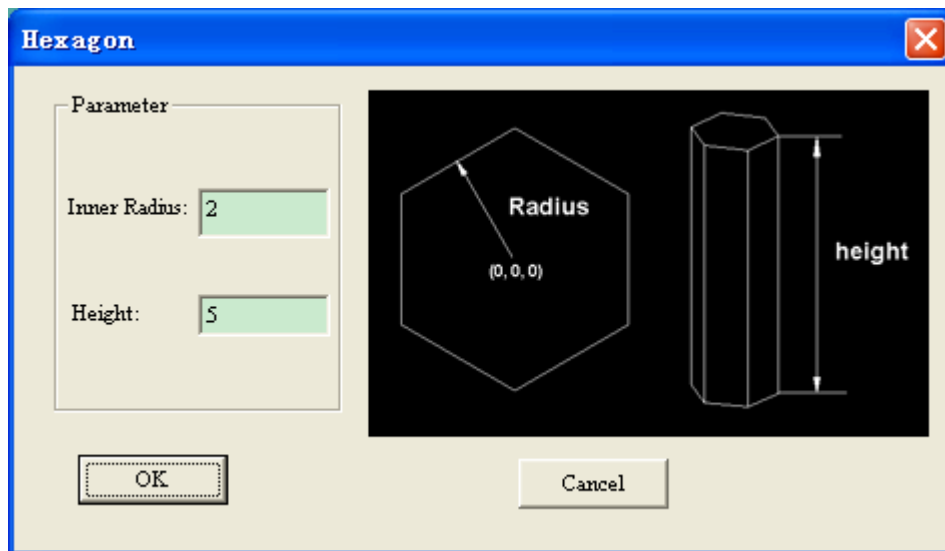 Hexagon
Parameter
Inner Radius: 2
Height: 5
Radius
(0, 0, 0)
height
OK
Cancel